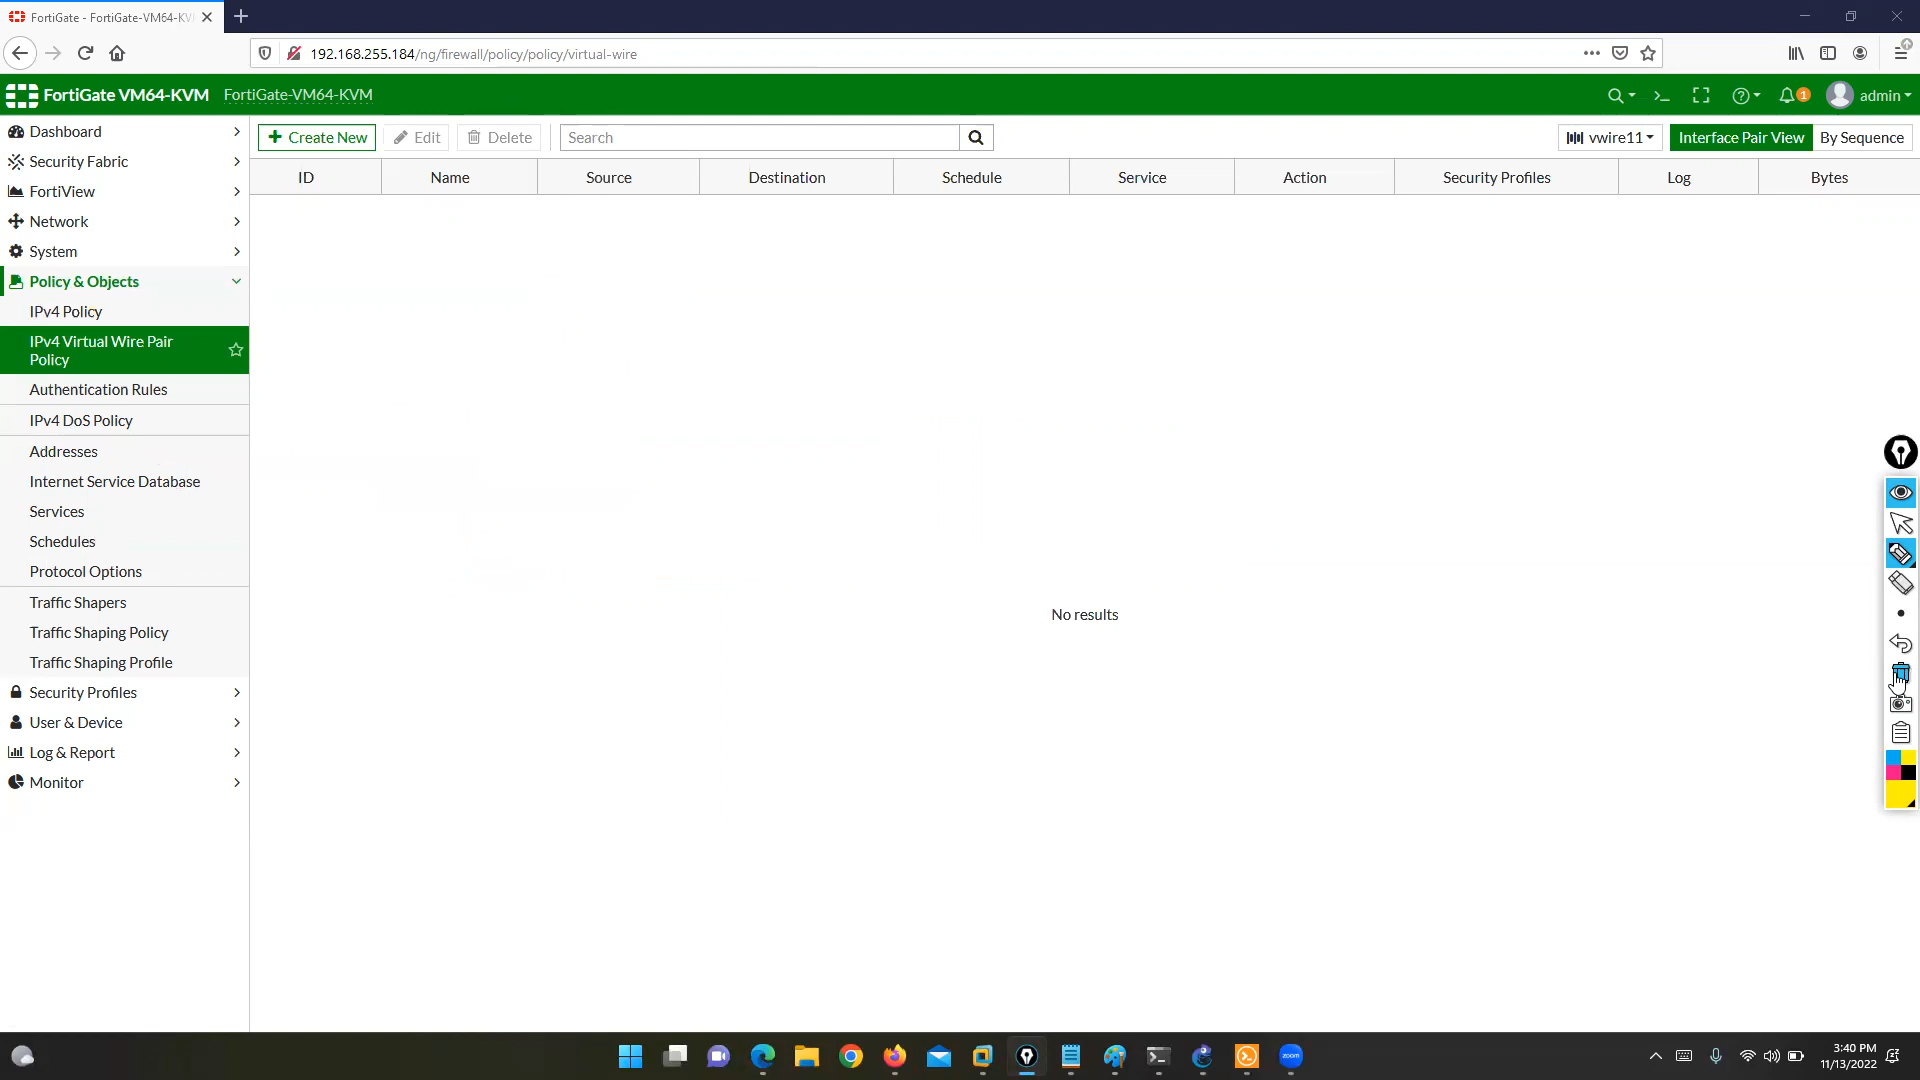 FortiGate - FortiGate-VM64-KV
192.168.255.184/ng/firewall/policy/policy/virtual-wire
FortiGate VM64-KVM
FortiGate-VM64-KVM
1
admin
Dashboard
Security Fabric
FortiView
Network
System
Policy & Objects
IPv4 Policy
IPv4 Virtual Wire Pair
Policy
Authentication Rules
IPv4 DoS Policy
Addresses
Internet Service Database
Services
Schedules
Protocol Options
Traffic Shapers
Traffic Shaping Policy
Traffic Shaping Profile
Security Profiles
User & Device
Log & Report
Monitor
Create New
Edit
Delete
Search
vwire11
Interface Pair View
By Sequence
ID Name Source Destination Schedule Service Action Security Profiles Log Bytes
No results
zoom
3:40 PM
11/13/2022